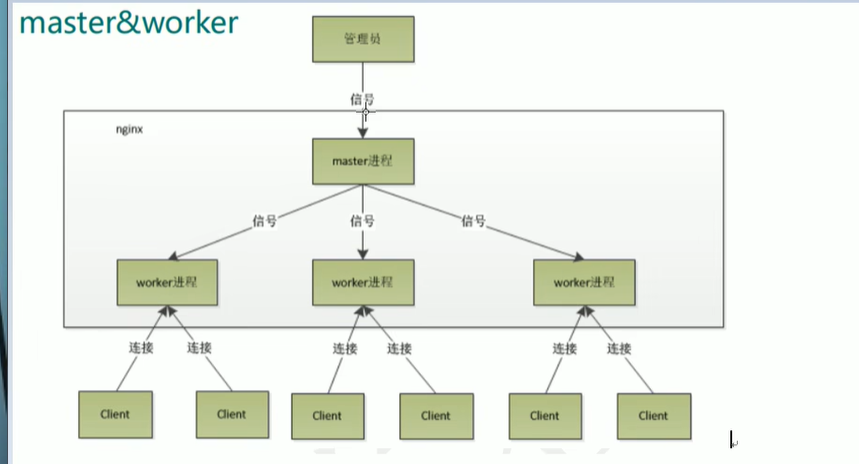 master&worker
管理员
信号
nginx
master进程
信号 信号 信号
worker进程 worker进程 worker进程
连接 连接 连接 连接 连接 连接
Client Client Client Client Client Client